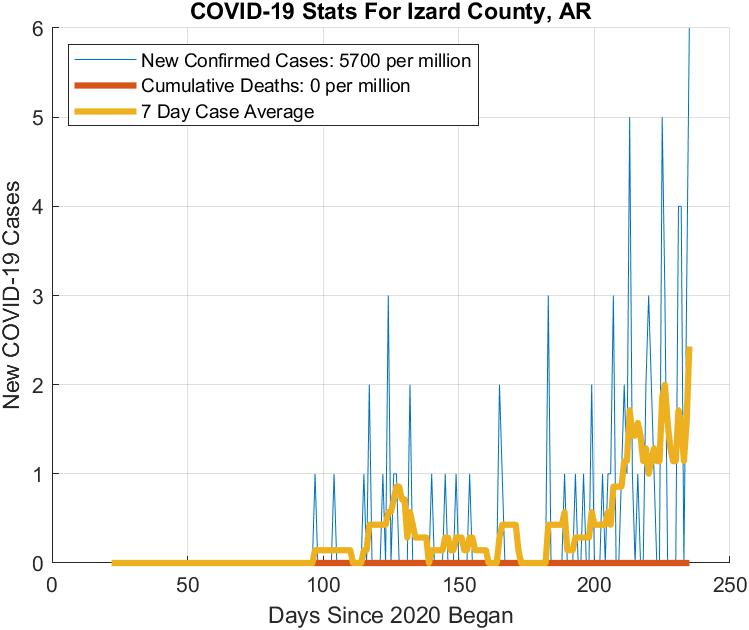 COVID-19 Stats For Izard County, AR
New Confirmed Cases: 5700 per million
Cumulative Deaths: 0 per million
7 Day Case Average
New COVID-19 Cases
6
5
4
3
2
1
0
0 50 100 150 200 250
Days Since 2020 Began